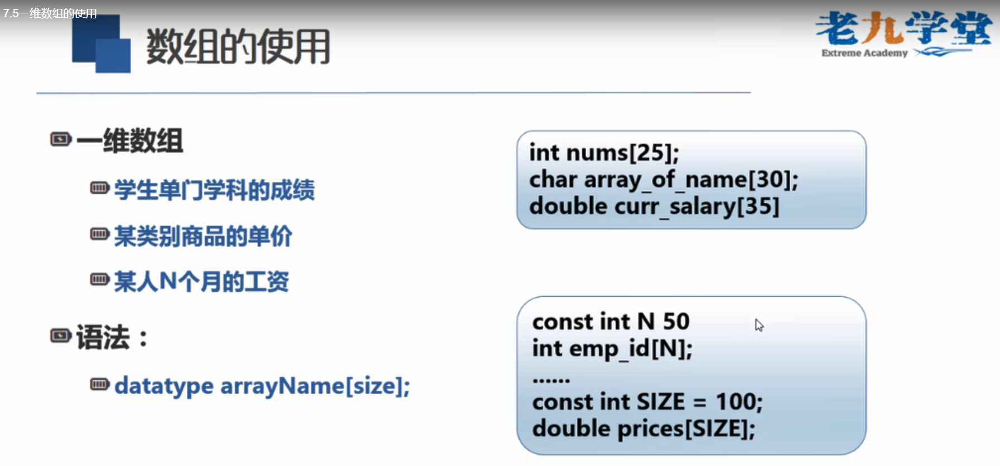 7.5一维数组的使用
数组的使用
老九学堂
Extreme Academy
一维数组
学生单门学科的成绩
某类别商品的单价
某人N个月的工资
语法：
datatype arrayName[size];
int nums[25];
char array_of_name[30];
double curr_salary[35]
const int N 50
int emp_id[N];
......
const int SIZE = 100;
double prices[SIZE];